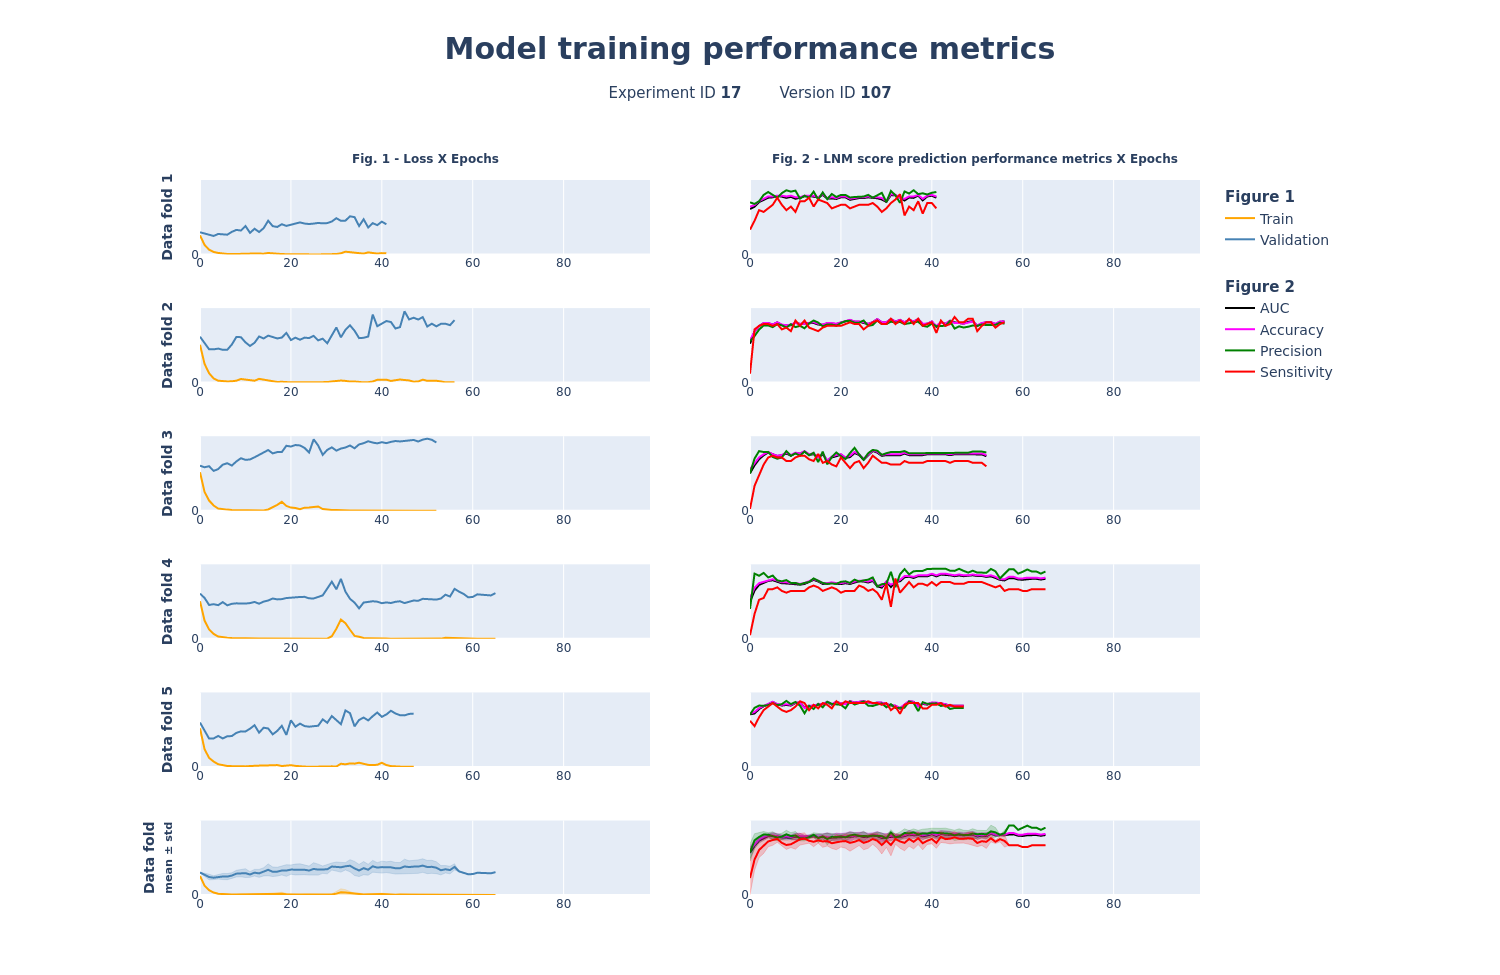 Model training performance metrics
Experiment ID 17 Version ID 107
Fig. 1 - Loss X Epochs
Fig. 2 - LNM score prediction performance metrics X Epochs
Data fold 1
0
0 20 40 60 80
0
0 20 40 60 80
Figure 1
Train
Validation
Figure 2
AUC
Accuracy
Precision
Sensitivity
Data fold 2
0
0 20 40 60 80
0
0 20 40 60 80
Data fold 3
0
0 20 40 60 80
0
0 20 40 60 80
Data fold 4
0
0 20 40 60 80
0
0 20 40 60 80
Data fold 5
0
0 20 40 60 80
0
0 20 40 60 80
Data fold
mean ± std
0
0 20 40 60 80
0
0 20 40 60 80